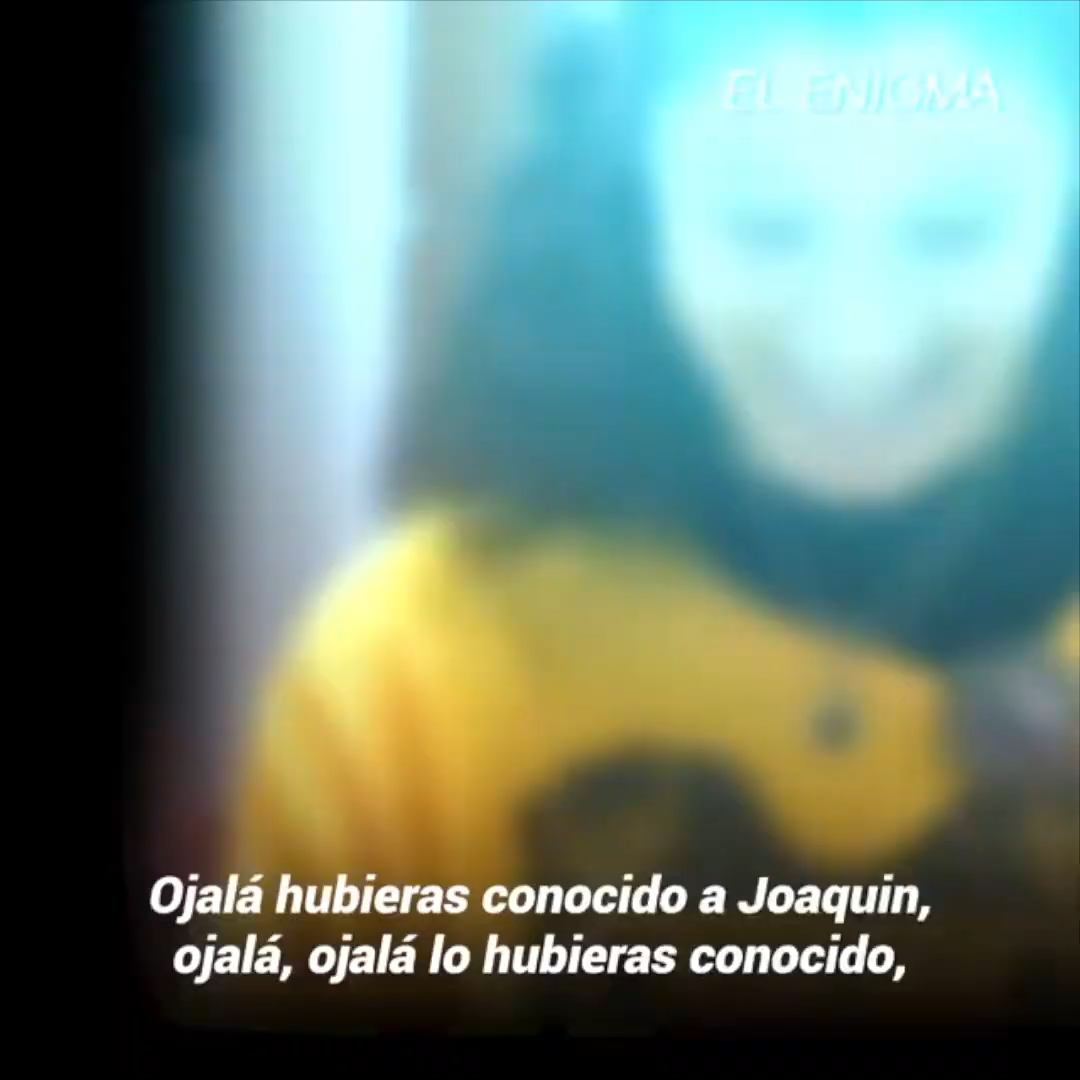 EL ENIGMA
Ojalá hubieras conocido a Joaquin,
ojalá, ojalá lo hubieras conocido,